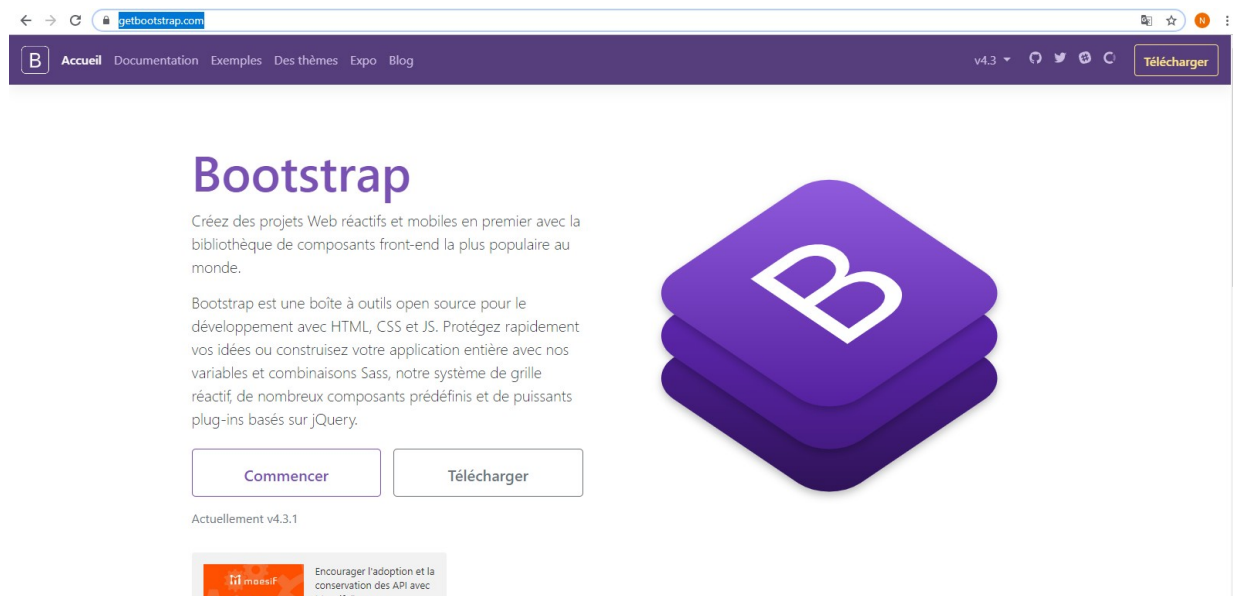 getbootstrap.com
N
B Accueil Documentation Exemples Des thèmes Expo Blog v4.3 Télécharger
Bootstrap
Créez des projets Web réactifs et mobiles en premier avec la
bibliothèque de composants front-end la plus populaire au
monde.
Bootstrap est une boîte à outils open source pour le
développement avec HTML, CSS et JS. Protégez rapidement
vos idées ou construisez votre application entière avec nos
variables et combinaisons Sass, notre système de grille
réactif, de nombreux composants prédéfinis et de puissants
plug-ins basés sur jQuery.
B
Commencer Télécharger
Actuellement v4.3.1
moesif
Encourager l'adoption et la
conservation des API avec